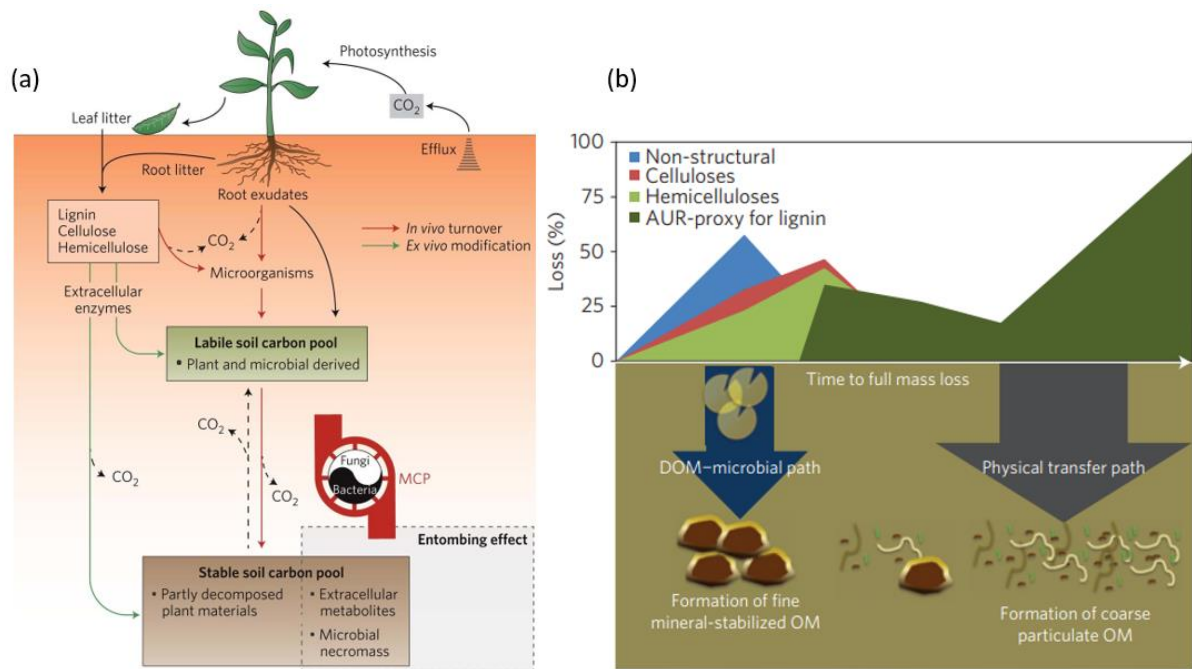 (a)
Photosynthesis
CO2
Leaf litter
Efflux
Root litter
Root exudates
Lignin
Cellulose
Hemicellulose
CO2
In vivo turnover
Ex vivo modification
Microorganisms
Extracellular
enzymes
Labile soil carbon pool
• Plant and microbial derived
CO2
CO2
CO2
Fungi
Bacteria
MCP
Entombing effect
Stable soil carbon pool
• Partly decomposed
plant materials
• Extracellular
metabolites
• Microbial
necromass
(b)
100
75
50
25
0
Loss (%)
Non-structural
Celluloses
Hemicelluloses
AUR-proxy for lignin
Time to full mass loss
DOM–microbial path
Physical transfer path
Formation of fine
mineral-stabilized OM
Formation of coarse
particulate OM